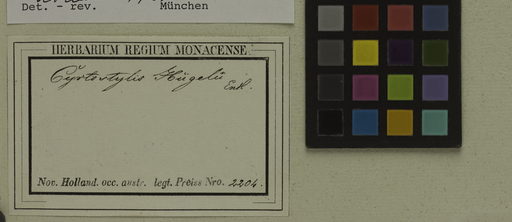 Det. - rev.
München
HERBARIUM REGIUM MONACENSE.
Cyrtostylis Hügelii
Endl.
Nov. Holland. occ. austr. legt. Preiss Nro. 2204.